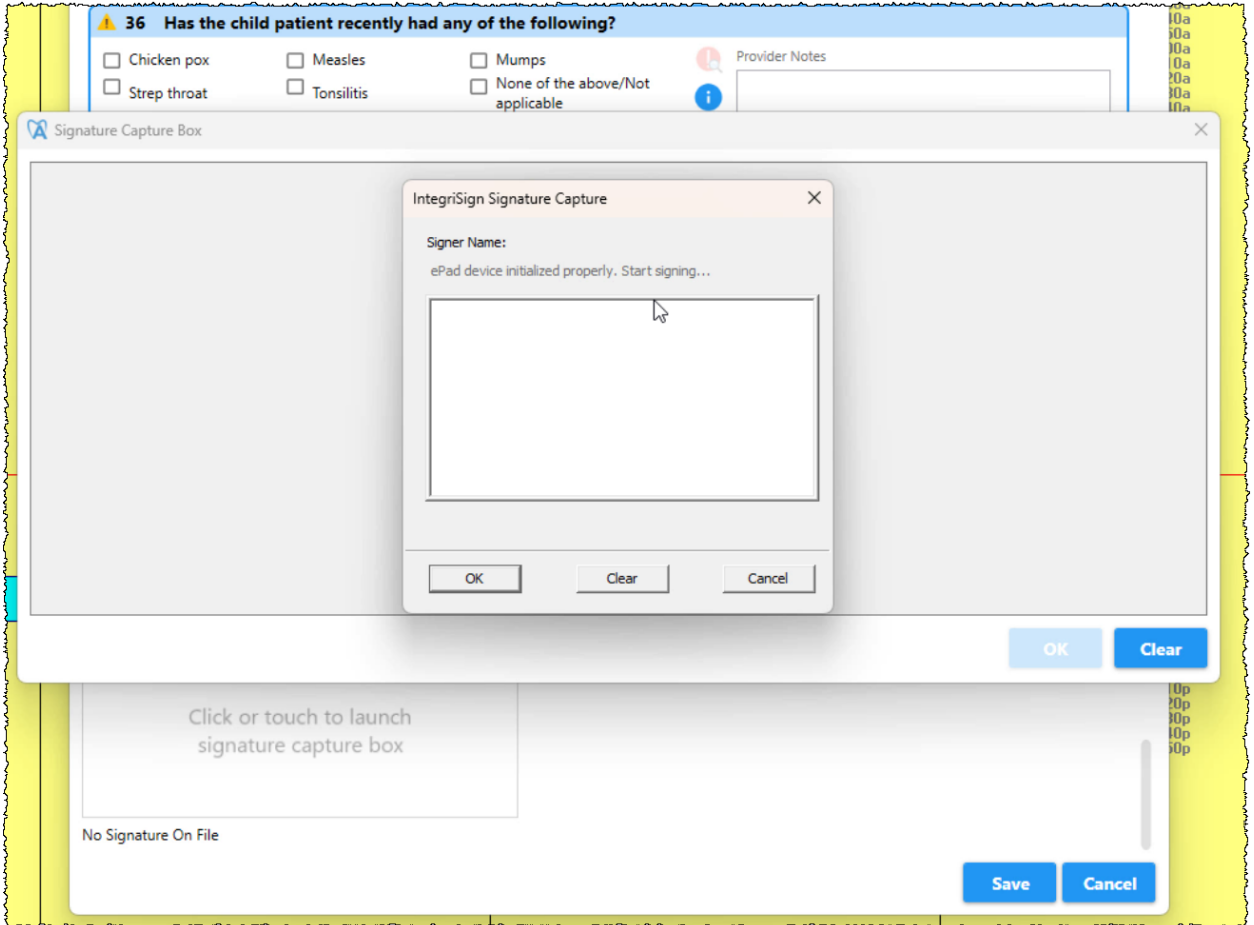 36 Has the child patient recently had any of the following?
Chicken pox
Measles
Mumps
Provider Notes
Strep throat
Tonsilitis
None of the above/Not
applicable
Signature Capture Box
IntegriSign Signature Capture
Signer Name:
ePad device initialized properly. Start signing...
OK Clear Cancel
OK Clear
Click or touch to launch
signature capture box
No Signature On File
Save Cancel